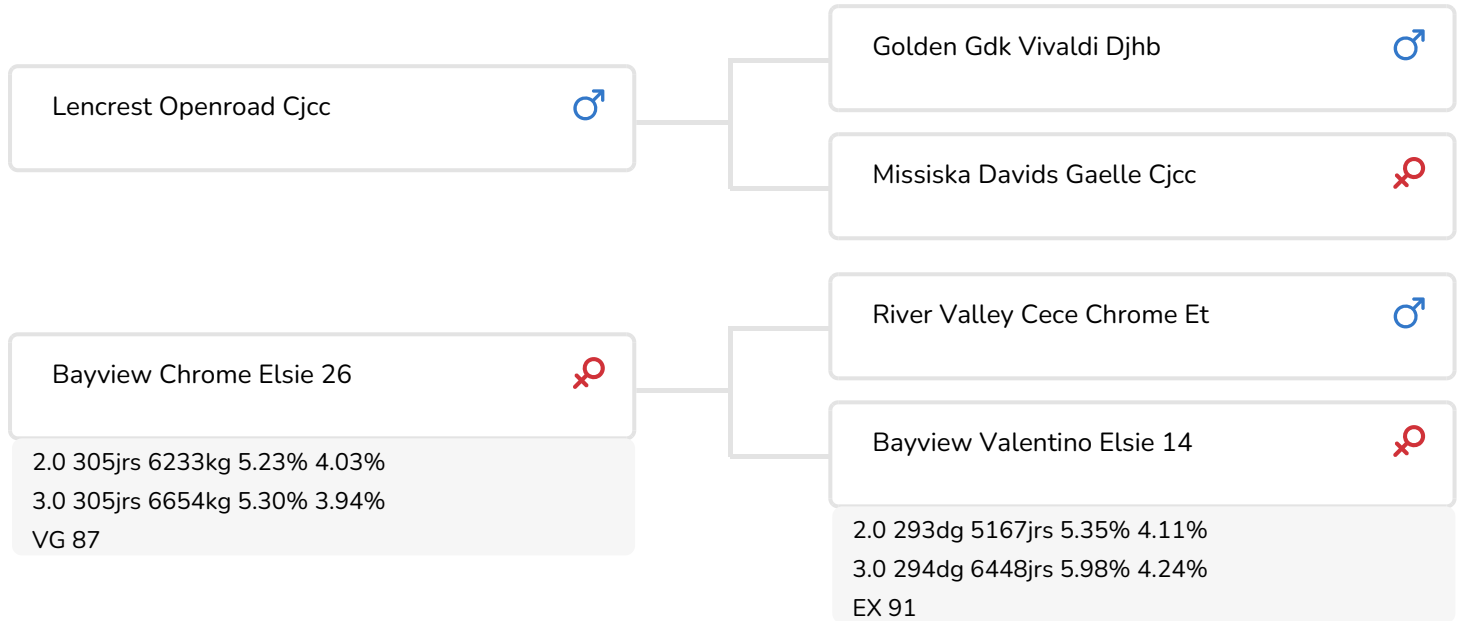 Lencrest Openroad Cjcc
Golden Gdk Vivaldi Djhb
Missiska Davids Gaelle Cjcc
Bayview Chrome Elsie 26
2.0 305jrs 6233kg 5.23% 4.03%
3.0 305jrs 6654kg 5.30% 3.94%
VG 87
River Valley Cece Chrome Et
Bayview Valentino Elsie 14
2.0 293dg 5167jrs 5.35% 4.11%
3.0 294dg 6448jrs 5.98% 4.24%
EX 91